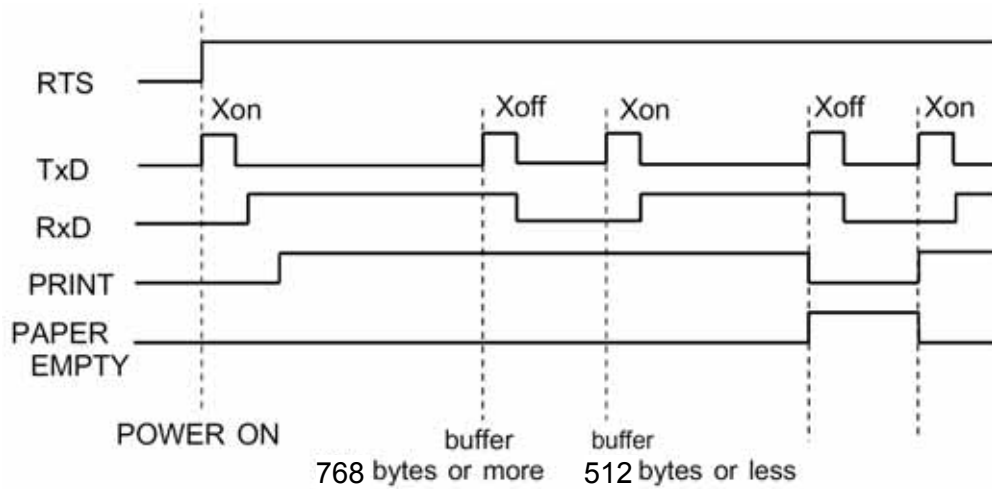 RTS
Xon Xoff Xon Xoff Xon
TxD
RxD
PRINT
PAPER
EMPTY
POWER ON
buffer buffer
768 bytes or more 512 bytes or less